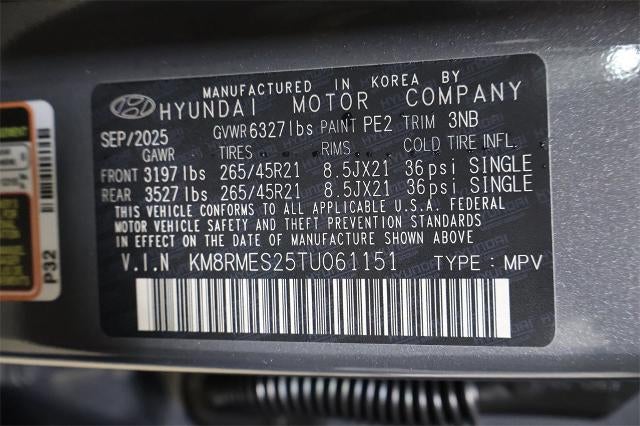 MANUFACTURED IN KOREA BY
HYUNDAI MOTOR COMPANY
SEP/2025 GVWR 6327lbs PAINT PE2 TRIM 3NB
GAWR TIRES RIMS COLD TIRE INFL.
FRONT 3197 lbs 265/45R21 8.5JX21 36 psi SINGLE
REAR 3527 lbs 265/45R21 8.5JX21 36 psi SINGLE
THIS VEHICLE CONFORMS TO ALL APPLICABLE U.S.A. FEDERAL
MOTOR VEHICLE SAFETY AND THEFT PREVENTION STANDARDS
IN EFFECT ON THE DATE OF MANUFACTURE SHOWN ABOVE.
V.I.N KM8RMES25TU061151 TYPE : MPV
P32